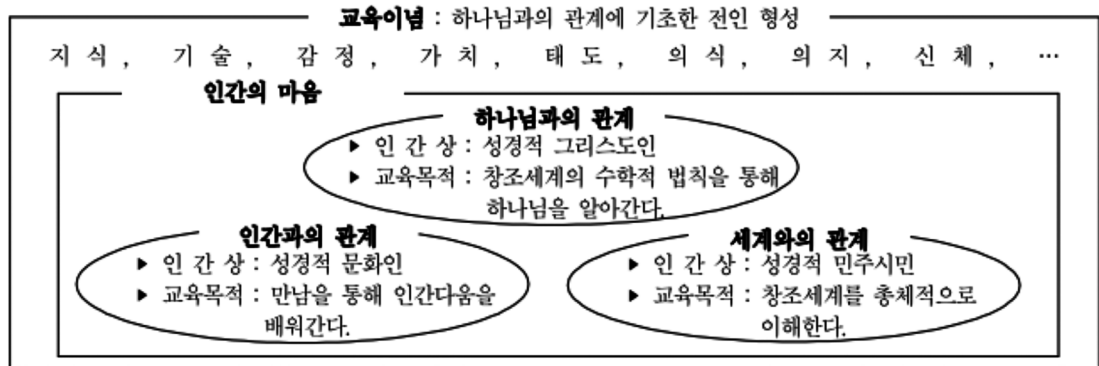 교육이념 : 하나님과의 관계에 기초한 전인 형성
지 식 , 기 술 , 감 정 , 가 치 , 태 도 , 의 식 , 의 지 , 신 체 , …
인간의 마음
하나님과의 관계
▶ 인 간 상 : 성경적 그리스도인
▶ 교육목적 : 창조세계의 수학적 법칙을 통해
하나님을 알아간다.
인간과의 관계
▶ 인 간 상 : 성경적 문화인
▶ 교육목적 : 만남을 통해 인간다움을
배워간다.
세계와의 관계
▶ 인 간 상 : 성경적 민주시민
▶ 교육목적 : 창조세계를 총체적으로
이해한다.